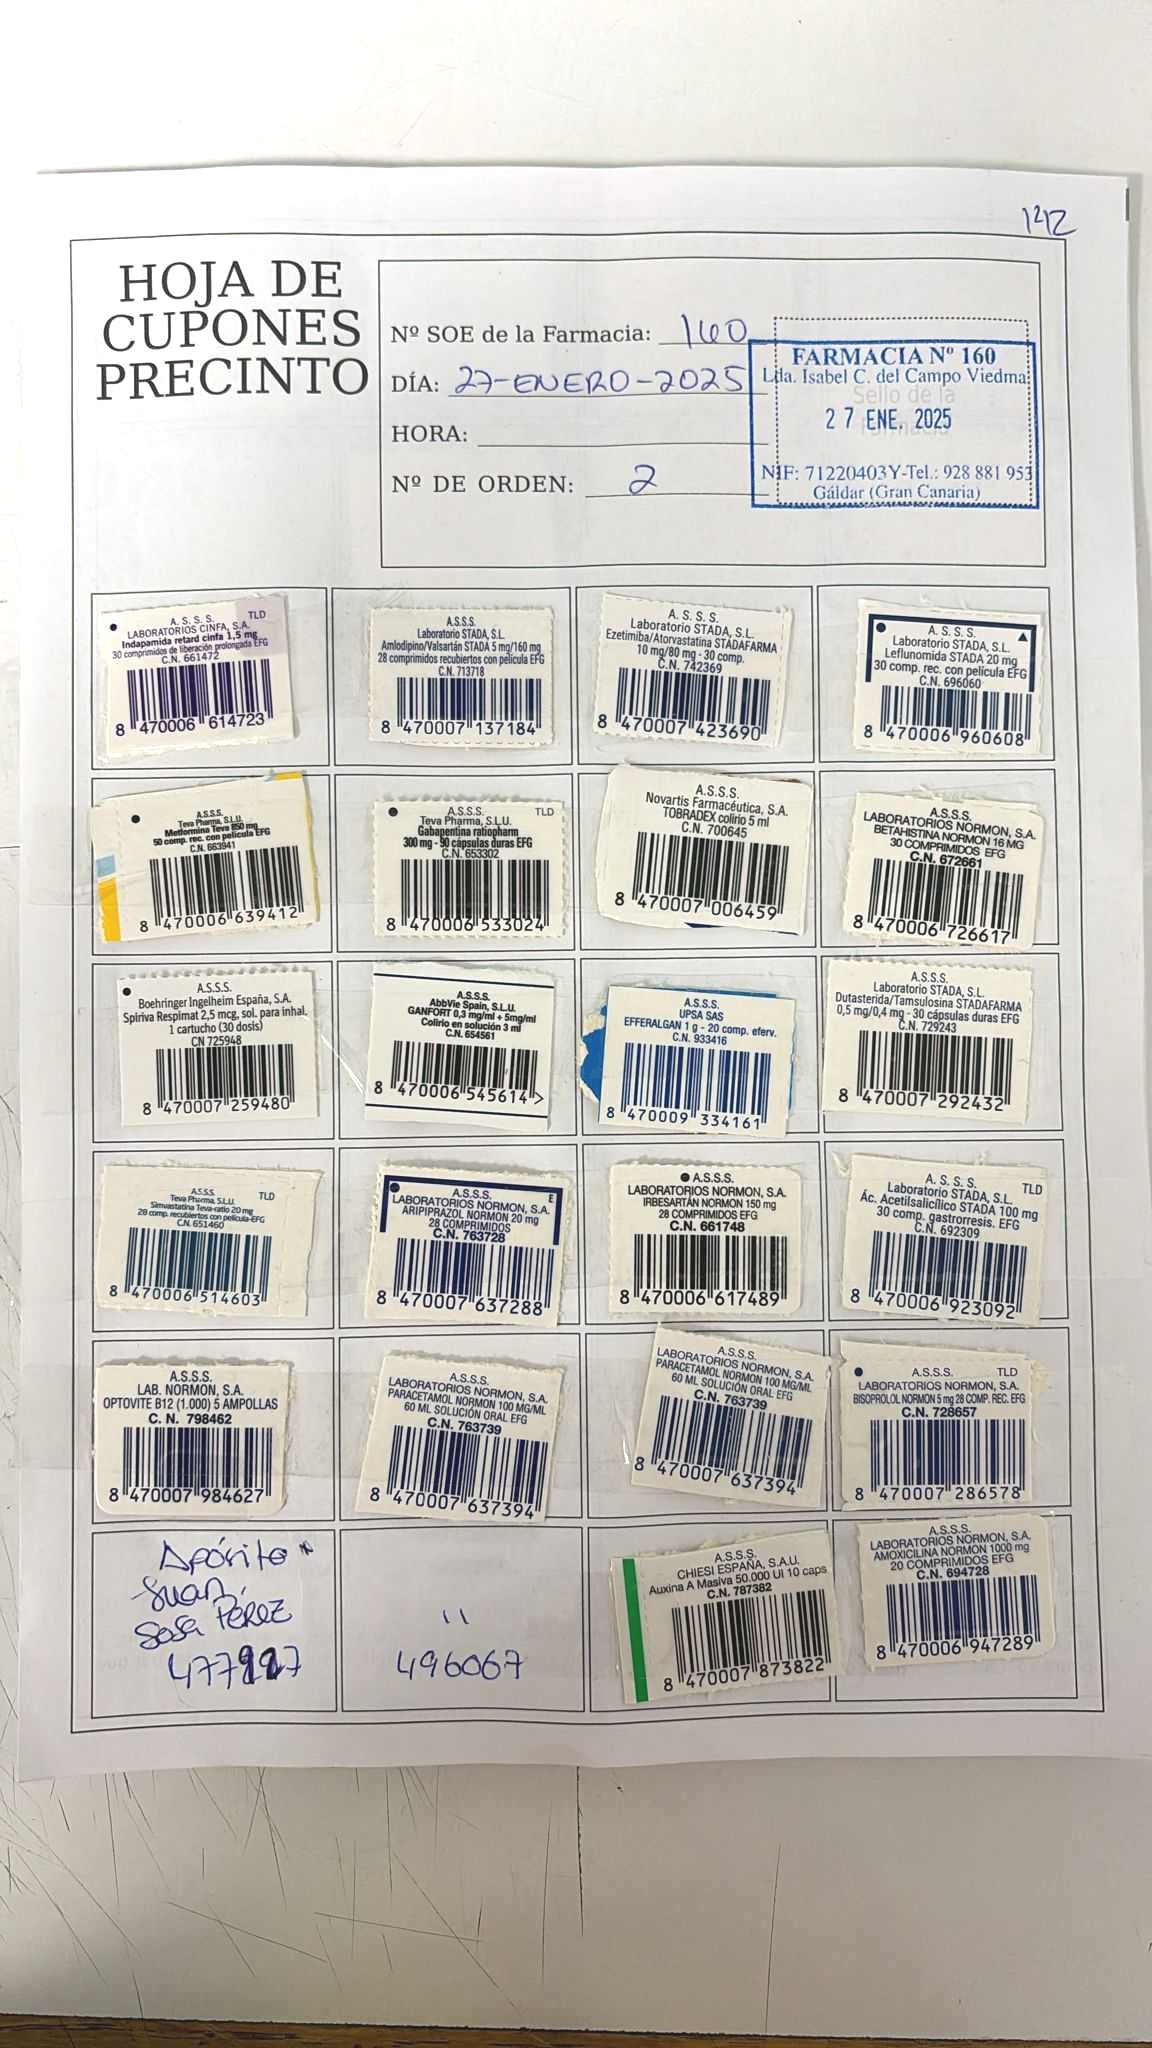 1212
HOJA DE
CUPONES
PRECINTO
Nº SOE de la Farmacia: 160
DÍA: 27-ENERO-2025
HORA:
Nº DE ORDEN: 2
Sello de la
Farmacia
FARMACIA Nº 160
Lda. Isabel C. del Campo Viedma
27 ENE. 2025
NIF: 71220403Y-Tel.: 928 881 953
Gáldar (Gran Canaria)
A. S. S. S. TLD
LABORATORIOS CINFA, S.A.
Indapamida retard cinfa 1,5 mg
30 comprimidos de liberación prolongada EFG
C.N. 661472
8 470006 614723
A.S.S.S.
Laboratorio STADA, S.L.
Amlodipino/Valsartán STADA 5 mg/160 mg
28 comprimidos recubiertos con película EFG
C.N. 713718
8 470007 137184
A. S. S. S.
Laboratorio STADA, S.L.
Ezetimiba/Atorvastatina STADAFARMA
10 mg/80 mg - 30 comp.
C.N. 742369
8 470007 423690
A. S. S. S.
Laboratorio STADA, S.L.
Leflunomida STADA 20 mg
30 comp. rec. con película EFG
C.N. 696060
8 470006 960608
A.S.S.S.
Teva Pharma, S.L.U.
Metformina Teva 850 mg
50 comp. rec. con película EFG
C.N. 663941
8 470006 639412
A.S.S.S. TLD
Teva Pharma, S.L.U.
Gabapentina ratiopharm
300 mg - 90 cápsulas duras EFG
C.N. 653302
8 470006 533024
A.S.S.S.
Novartis Farmacéutica, S.A.
TOBRADEX colirio 5 ml
C.N. 700645
8 470007 006459
A.S.S.S.
LABORATORIOS NORMON, S.A.
BETAHISTINA NORMON 16 MG
30 COMPRIMIDOS EFG
C.N. 672661
8 470006 726617
A.S.S.S.
Boehringer Ingelheim España, S.A.
Spiriva Respimat 2,5 mcg, sol. para inhal.
1 cartucho (30 dosis)
CN 725948
8 470007 259480
A.S.S.S.
AbbVie Spain, S.L.U.
GANFORT 0,3 mg/ml + 5mg/ml
Colirio en solución 3 ml
C.N. 654561
8 470006 545614 >
A.S.S.S.
UPSA SAS
EFFERALGAN 1 g - 20 comp. eferv.
C.N. 933416
8 470009 334161
A.S.S.S.
Laboratorio STADA, S.L.
Dutasterida/Tamsulosina STADAFARMA
0,5 mg/0,4 mg - 30 cápsulas duras EFG
C.N. 729243
8 470007 292432
A.S.S.S. TLD
Teva Pharma, S.L.U.
Simvastatina Teva-ratio 20 mg
28 comp. recubiertos con película-EFG
C.N. 651460
8 470006 514603
A.S.S.S. E
LABORATORIOS NORMON, S.A.
ARIPIPRAZOL NORMON 20 mg
28 COMPRIMIDOS
C.N. 763728
8 470007 637288
A.S.S.S.
LABORATORIOS NORMON, S.A.
IRBESARTÁN NORMON 150 mg
28 COMPRIMIDOS EFG
C.N. 661748
8 470006 617489
A. S. S. S. TLD
Laboratorio STADA, S.L.
Ác. Acetilsalicílico STADA 100 mg
30 comp. gastrorresis. EFG
C.N. 692309
8 470006 923092
A.S.S.S.
LAB. NORMON, S.A.
OPTOVITE B12 (1.000) 5 AMPOLLAS
C. N. 798462
8 470007 984627
A.S.S.S.
LABORATORIOS NORMON, S.A.
PARACETAMOL NORMON 100 MG/ML
60 ML SOLUCIÓN ORAL EFG
C.N. 763739
8 470007 637394
A.S.S.S.
LABORATORIOS NORMON, S.A.
PARACETAMOL NORMON 100 MG/ML
60 ML SOLUCIÓN ORAL EFG
C.N. 763739
8 470007 637394
A.S.S.S. TLD
LABORATORIOS NORMON, S.A.
BISOPROLOL NORMON 5 mg 28 COMP. REC. EFG
C.N. 728657
8 470007 286578
Apósito
Juan
Sosa Pérez
"
496067
A.S.S.S.
CHIESI ESPAÑA, S.A.U.
Auxina A Masiva 50.000 UI 10 caps
C.N. 787382
8 470007 873822
A.S.S.S.
LABORATORIOS NORMON, S.A.
AMOXICILINA NORMON 1000 mg
20 COMPRIMIDOS EFG
C.N. 694728
8 470006 947289